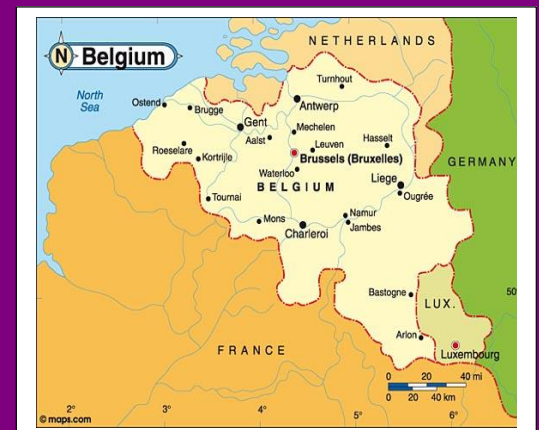 N Belgium
NETHERLANDS
North
Sea
Turnhout
Ostend
Brugge
Antwerp
Gent
Mechelen
Aalst
Leuven
Hasselt
Roeselare
Kortrijk
Brussels (Bruxelles)
GERMANY
Waterloo
BELGIUM
Liege
Ougrée
Tournai
Mons
Namur
Charleroi
Jambes
Bastogne
LUX.
50
FRANCE
Arlon
Luxembourg
0 20 40 mi
0 20 40 km
2° 3° 4° 5° 6°
© maps.com